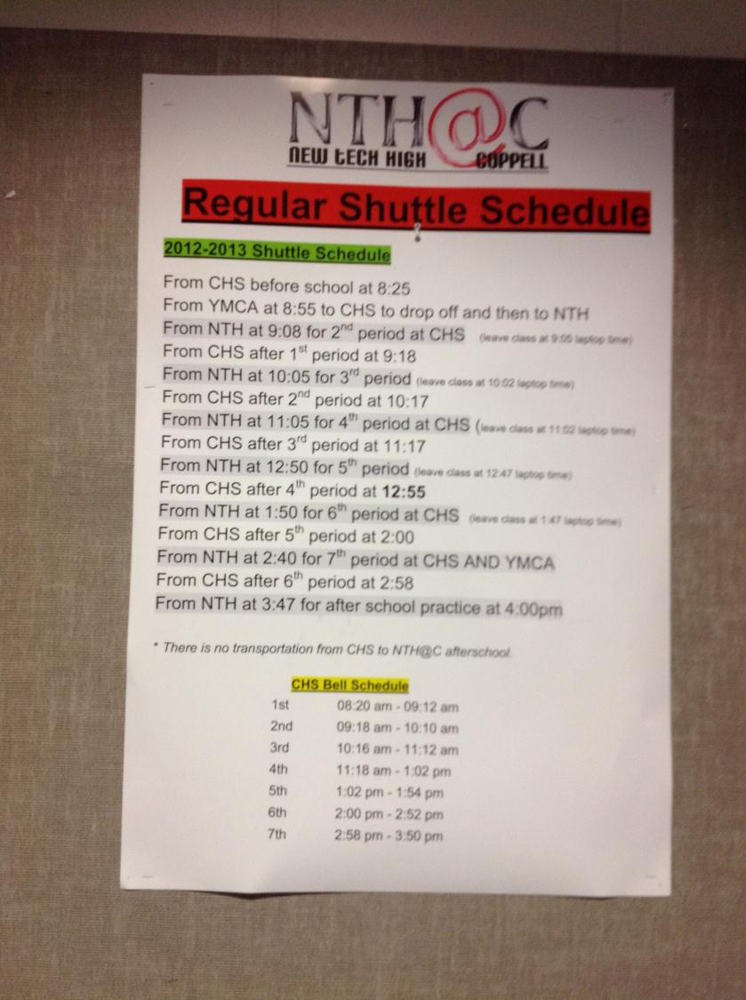 NTH@C
NEW TECH HIGH COPPELL
Regular Shuttle Schedule
2012-2013 Shuttle Schedule
From CHS before school at 8:25
From YMCA at 8:55 to CHS to drop off and then to NTH
From NTH at 9:08 for 2nd period at CHS (leave class at 9:05 laptop time)
From CHS after 1st period at 9:18
From NTH at 10:05 for 3rd period (leave class at 10:02 laptop time)
From CHS after 2nd period at 10:17
From NTH at 11:05 for 4th period at CHS (leave class at 11:02 laptop time)
From CHS after 3rd period at 11:17
From NTH at 12:50 for 5th period (leave class at 12:47 laptop time)
From CHS after 4th period at 12:55
From NTH at 1:50 for 6th period at CHS (leave class at 1:47 laptop time)
From CHS after 5th period at 2:00
From NTH at 2:40 for 7th period at CHS AND YMCA
From CHS after 6th period at 2:58
From NTH at 3:47 for after school practice at 4:00pm
* There is no transportation from CHS to NTH@C afterschool.
CHS Bell Schedule
1st 08:20 am - 09:12 am
2nd 09:18 am - 10:10 am
3rd 10:16 am - 11:12 am
4th 11:18 am - 1:02 pm
5th 1:02 pm - 1:54 pm
6th 2:00 pm - 2:52 pm
7th 2:58 pm - 3:50 pm